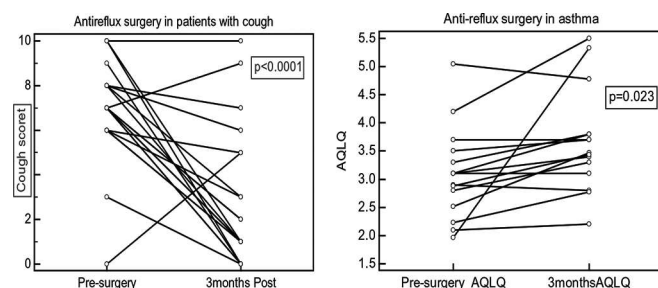 Antireflux surgery in patients with cough
10
8
6
4
2
0
Cough score†
p<0.0001
Pre-surgery
3months Post
Anti-reflux surgery in asthma
5.5
5.0
4.5
4.0
3.5
3.0
2.5
2.0
1.5
AQLQ
p=0.023
Pre-surgery AQLQ
3monthsAQLQ